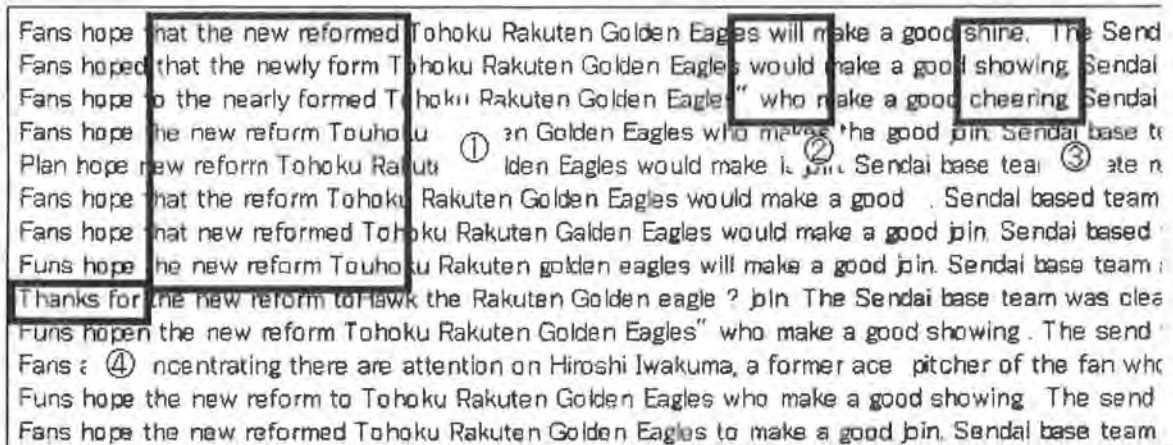 Fans hope that the new reformed Tohoku Rakuten Golden Eagles will make a good shine. The Send
Fans hoped that the newly form Tohoku Rakuten Golden Eagles would make a good showing Sendai
Fans hope to the nearly formed Tohoku Rakuten Golden Eagles" who make a good cheering Sendai
Fans hope the new reform Touhoku ① en Golden Eagles who makes the good join. Sendai base te
Plan hope new reform Tohoku Rakute lden Eagles would make ② join. Sendai base tea ③ ate n
Fans hope that the reform Tohoku Rakuten Golden Eagles would make a good . Sendai based team
Fans hope that new reformed Tohoku Rakuten Galden Eagles would make a good join. Sendai based
Funs hope the new reform Touhoku Rakuten golden eagles will make a good join. Sendai base team
Thanks for the new reform toHawk the Rakuten Golden eagle ? join The Sendai base team was clea
Funs hopen the new reform Tohoku Rakuten Golden Eagles" who make a good showing . The send
Fans ④ ncentrating there are attention on Hiroshi Iwakuma, a former ace pitcher of the fan who
Funs hope the new reform to Tohoku Rakuten Golden Eagles who make a good showing The send
Fans hope the new reformed Tohoku Rakuten Golden Eagles to make a good join. Sendai base team